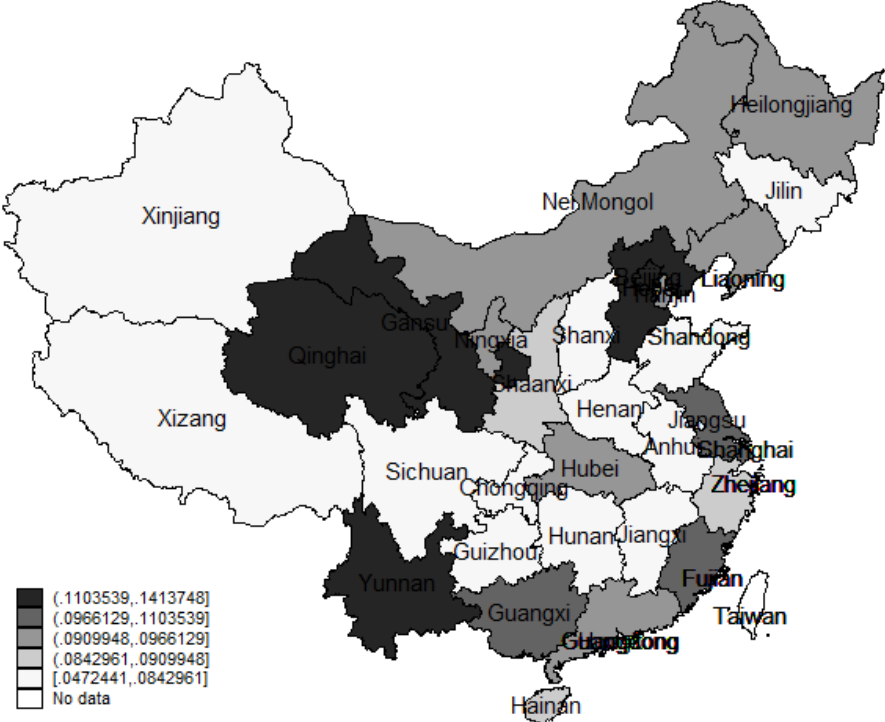 Heilongjiang
Jilin
Nei Mongol
Xinjiang
Beijing
Liaoning
Tianjin
Gansu
Ningxia
Shanxi
Shandong
Qinghai
Shaanxi
Henan
Jiangsu
Xizang
Anhui
Shanghai
Sichuan
Hubei
Chongqing
Zhejiang
Hunan
Jiangxi
Guizhou
Yunnan
Fujian
Guangxi
Taiwan
Hainan
(.1103539,.1413748]
(.0966129,.1103539]
(.0909948,.0966129]
(.0842961,.0909948]
[.0472441,.0842961]
No data